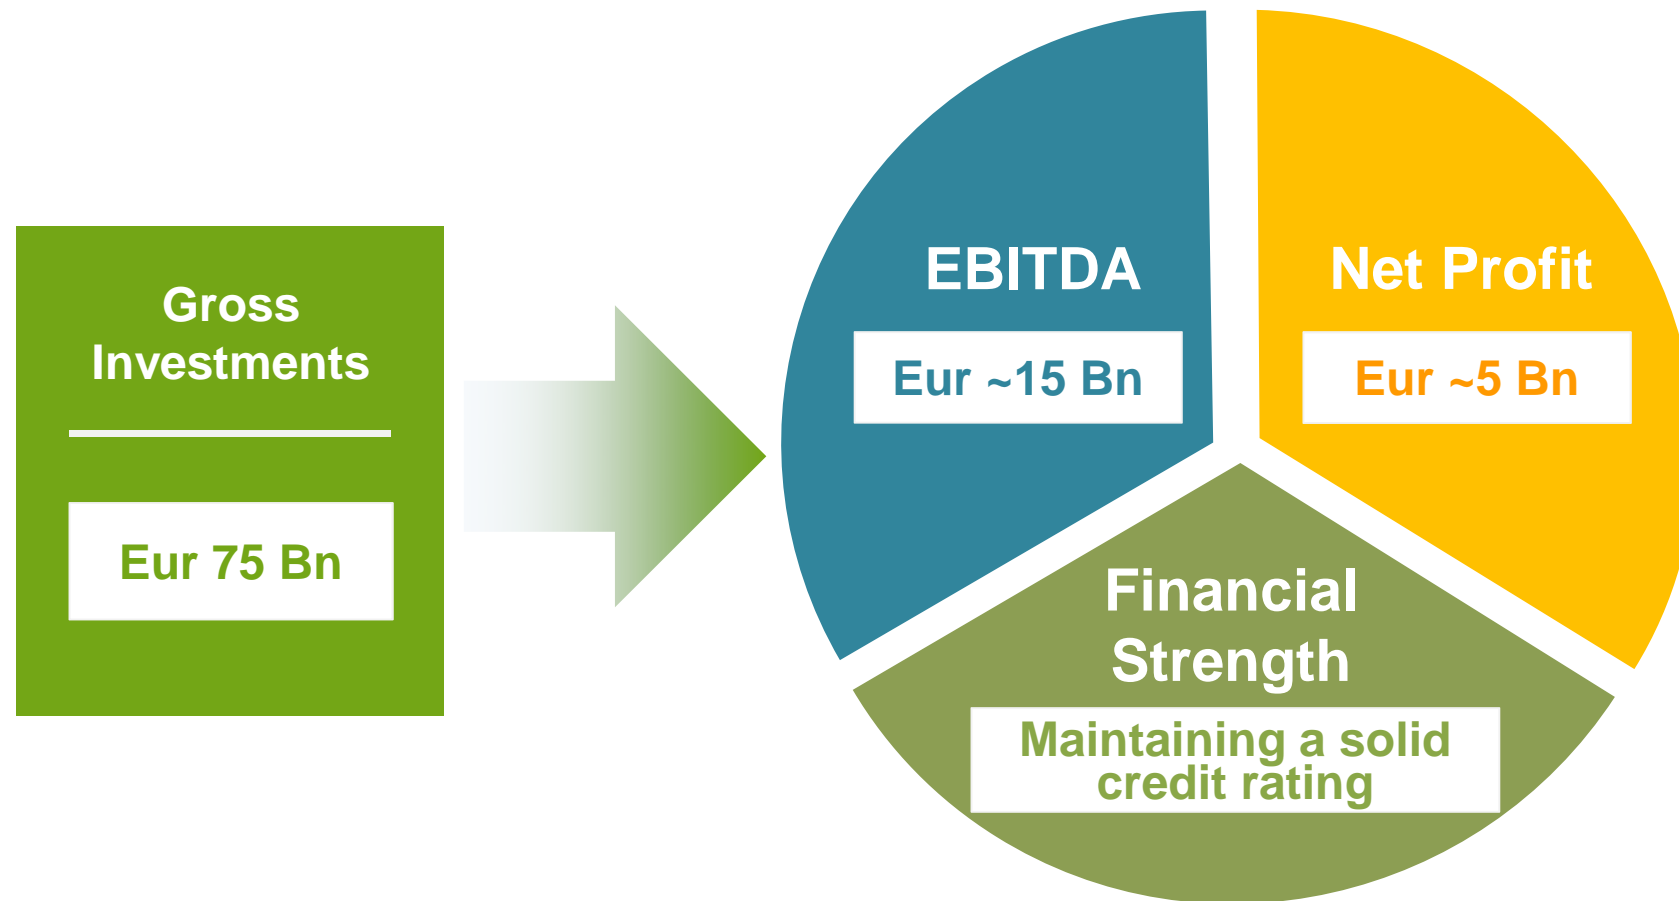 Gross
Investments
Eur 75 Bn
EBITDA
Eur ~15 Bn
Net Profit
Eur ~5 Bn
Financial
Strength
Maintaining a solid
credit rating